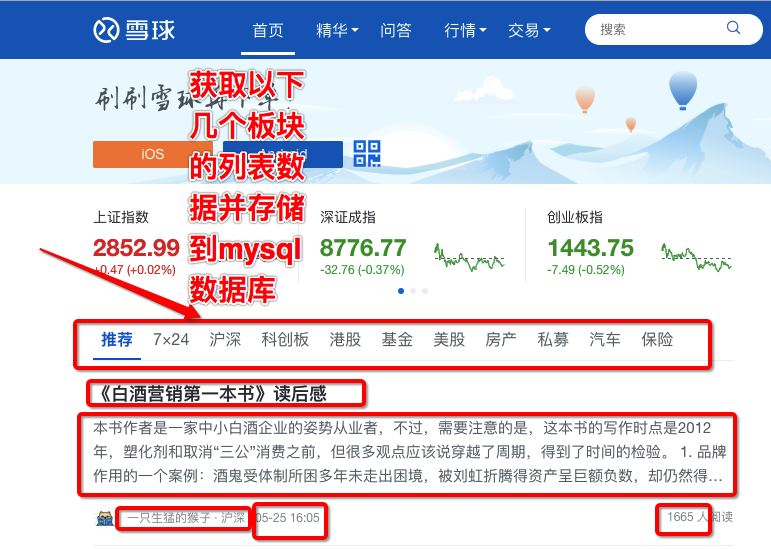 雪球
首页 精华 问答 行情 交易
搜索
获取以下
几个板块
的列表数
据并存储
到mysql
数据库
刷刷雪球
iOS
上证指数
2852.99
+0.47 (+0.02%)
深证成指
8776.77
-32.76 (-0.37%)
创业板指
1443.75
-7.49 (-0.52%)
推荐 7×24 沪深 科创板 港股 基金 美股 房产 私募 汽车 保险
《白酒营销第一本书》读后感
本书作者是一家中小白酒企业的姿势从业者，不过，需要注意的是，这本书的写作时点是2012
年，塑化剂和取消“三公”消费之前，但很多观点应该说穿越了周期，得到了时间的检验。 1. 品牌
作用的一个案例：酒鬼受体制所困多年未走出困境，被刘虹折腾得资产呈巨额负数，却仍然得…
一只生猛的猴子 · 沪深 05-25 16:05 1665 人阅读